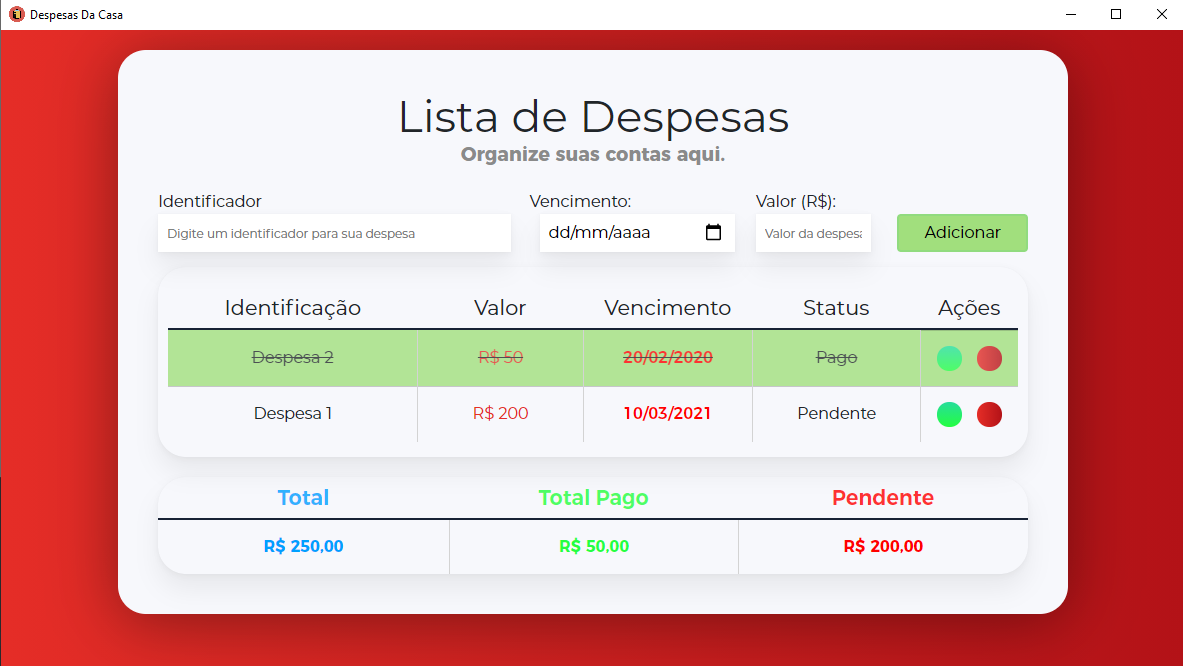 Despesas Da Casa
Lista de Despesas
Organize suas contas aqui.
Identificador Vencimento: Valor (R$):
Digite um identificador para sua despesa dd/mm/aaaa Valor da despesa Adicionar
Identificação Valor Vencimento Status Ações
Despesa 2 R$ 50 20/02/2020 Pago
Despesa 1 R$ 200 10/03/2021 Pendente
Total Total Pago Pendente
R$ 250,00 R$ 50,00 R$ 200,00